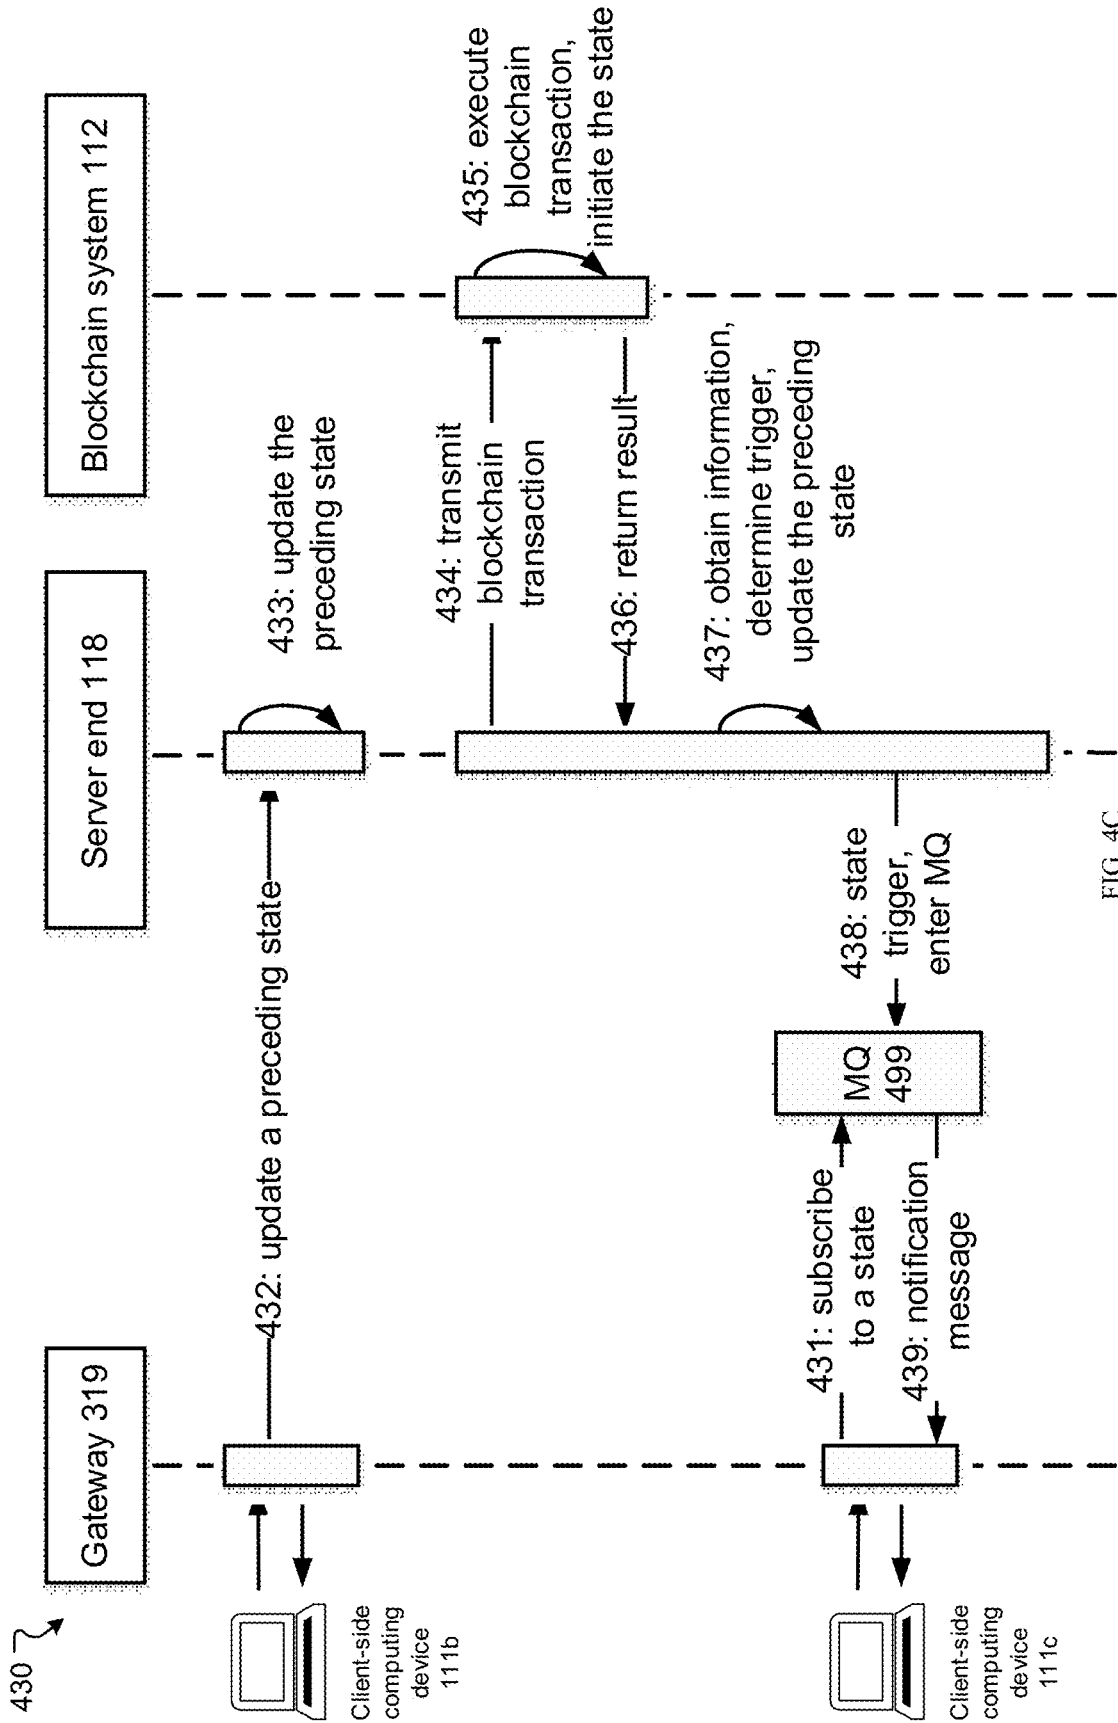 430
Gateway 319
Server end 118
Blockchain system 112
Client-side
computing
device
111b
432: update a preceding state
433: update the
preceding state
434: transmit
blockchain
transaction
435: execute
blockchain
transaction,
initiate the state
436: return result
437: obtain information,
determine trigger,
update the preceding
state
Client-side
computing
device
111c
431: subscribe
to a state
439: notification
message
MQ
499
438: state
trigger,
enter MQ
FIG. 4C